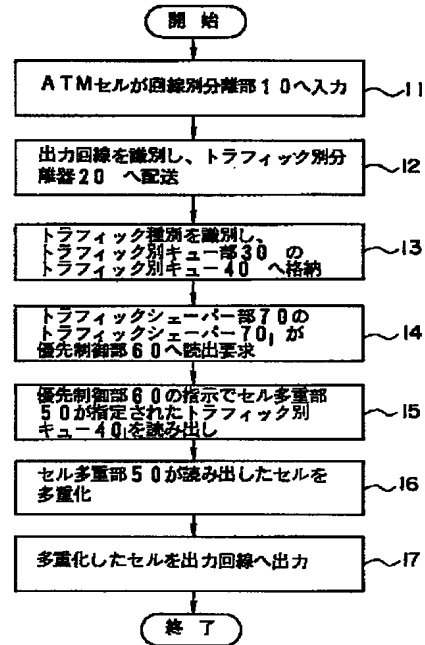 開始
ATMセルが回線別分離部10へ入力
11
出力回線を識別し、トラフィック別分
離器20 へ配送
12
トラフィック種別を識別し、
トラフィック別キュー部30 の
トラフィック別キュー40 へ格納
13
トラフィックシェーパー部70の
トラフィックシェーパー70i が
優先制御部60へ読出要求
14
優先制御部60の指示でセル多重部
50が指定されたトラフィック別
キュー40iを読み出し
15
セル多重部50が読み出したセルを
多重化
16
多重化したセルを出力回線へ出力
17
終了